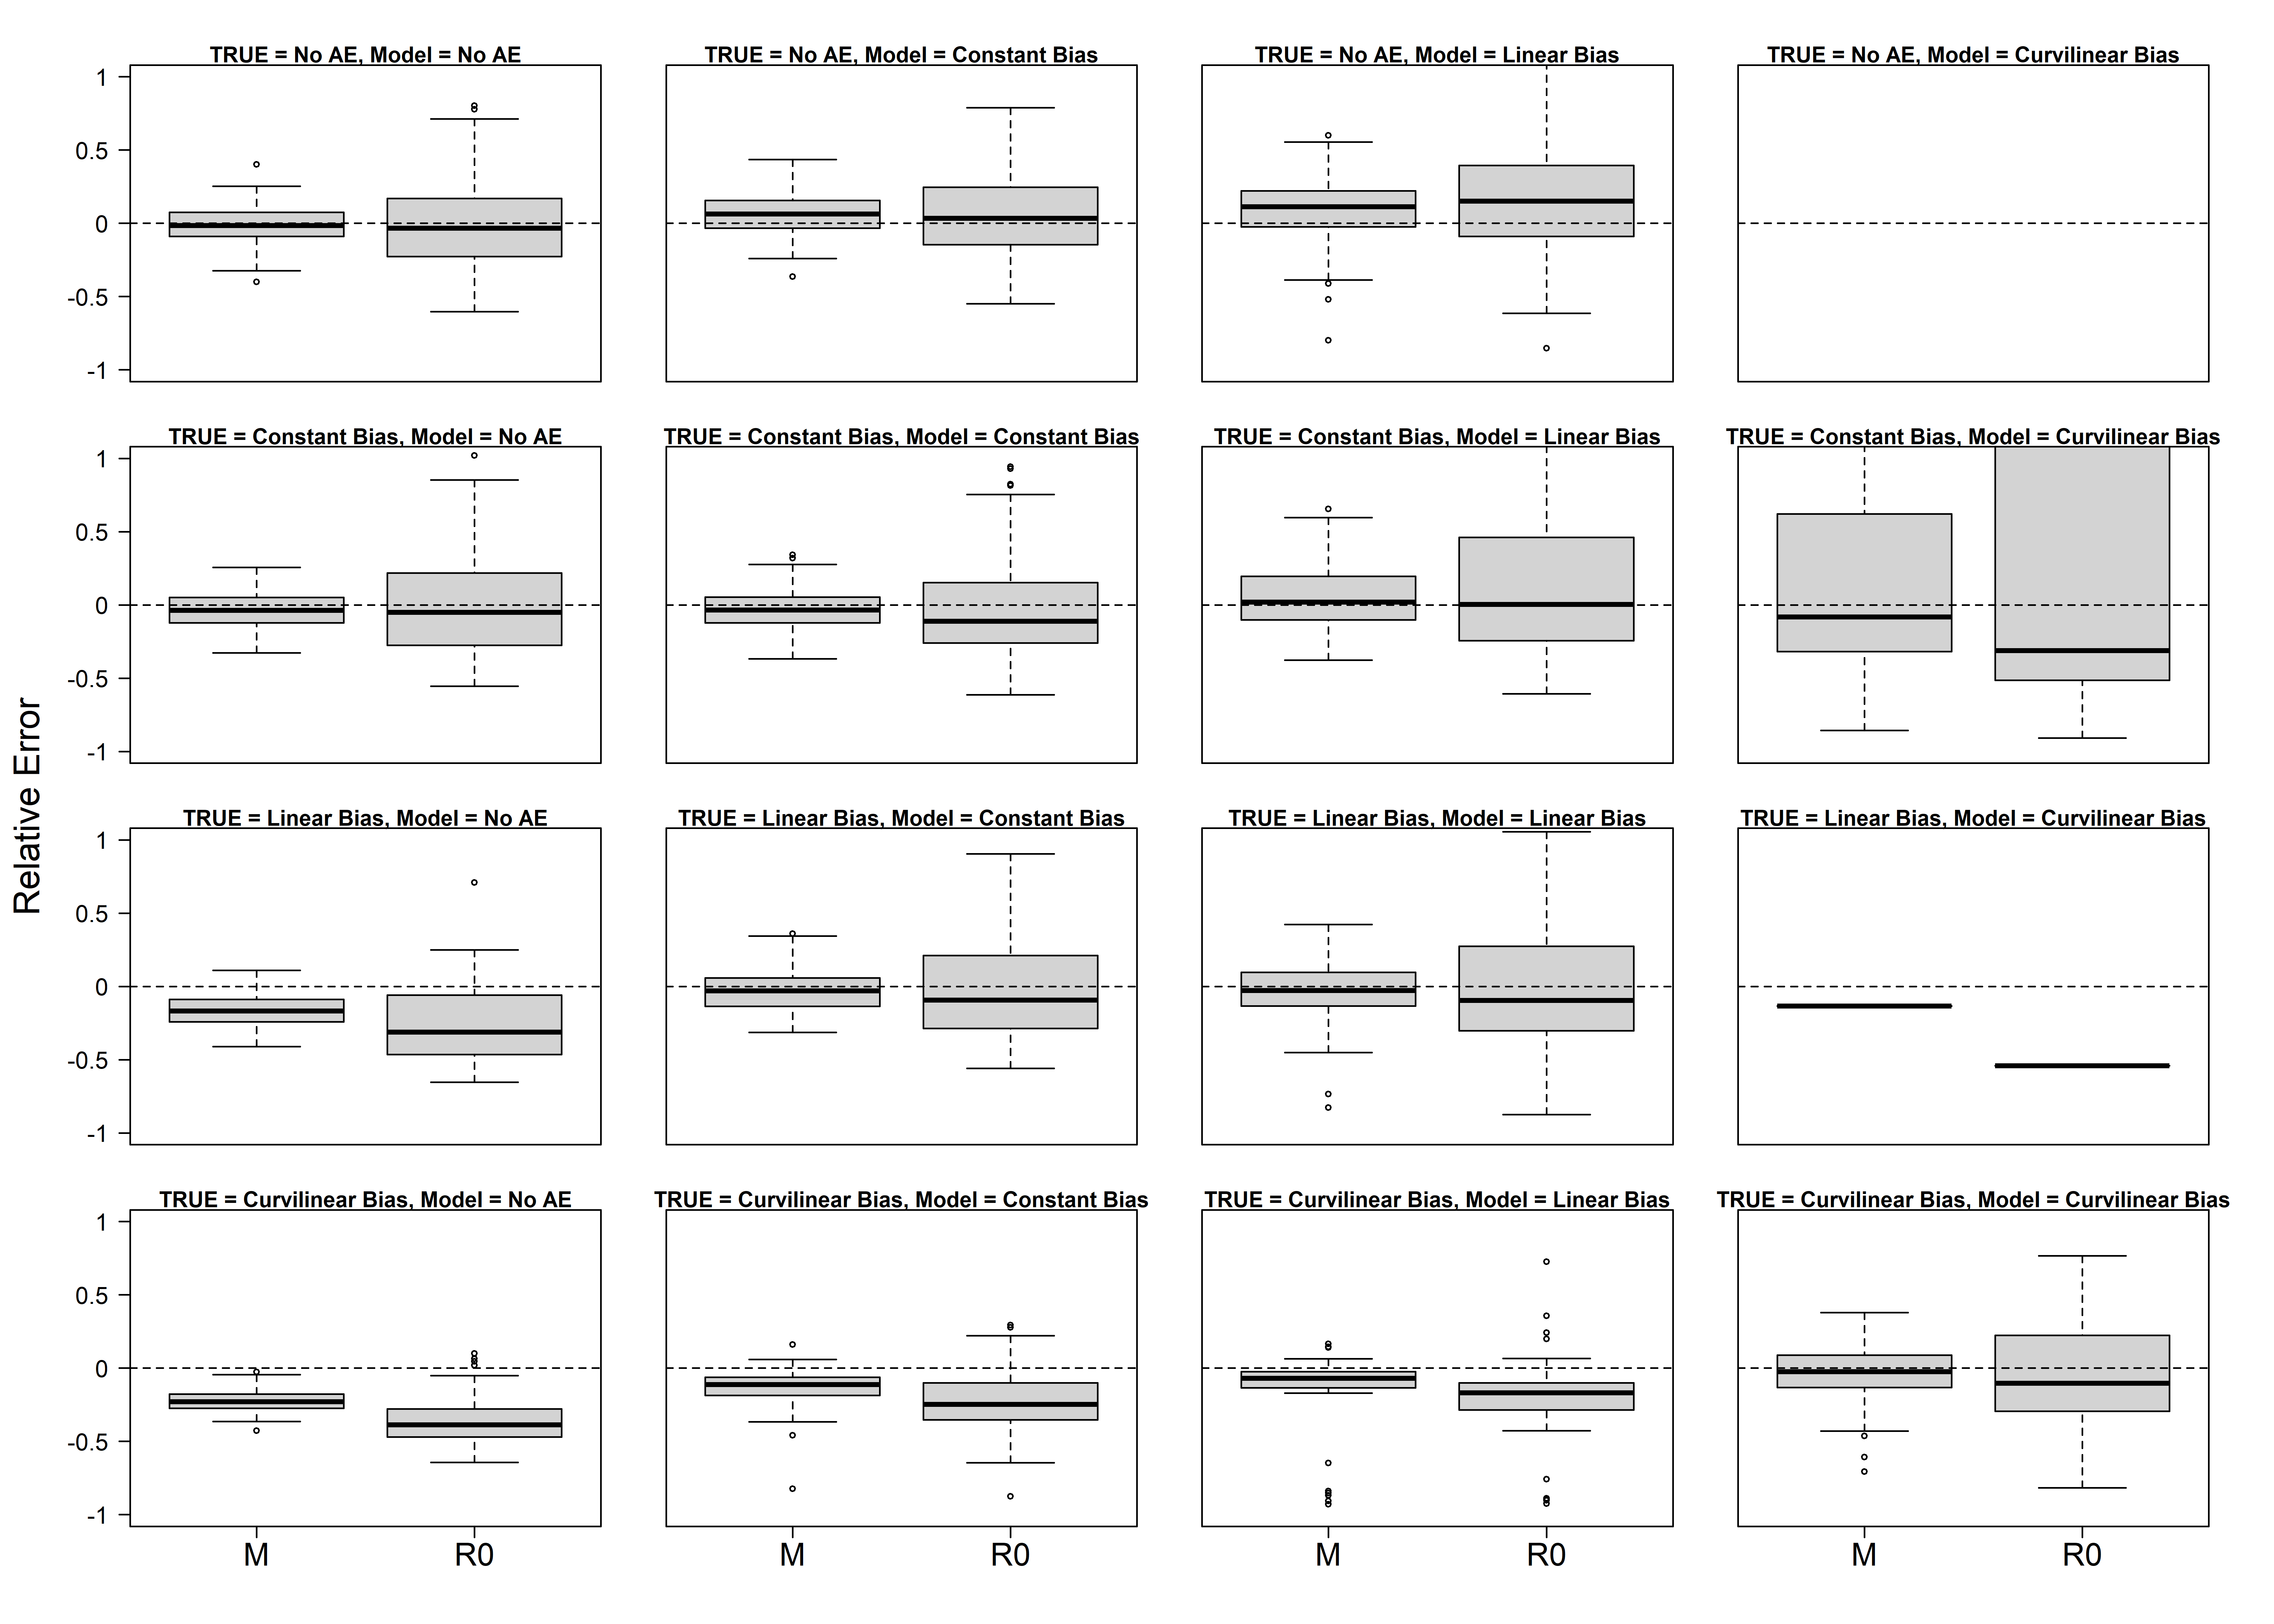 TRUE = No AE, Model = No AE
TRUE = No AE, Model = Constant Bias
TRUE = No AE, Model = Linear Bias
TRUE = No AE, Model = Curvilinear Bias
1
0.5
0
-0.5
-1
TRUE = Constant Bias, Model = No AE
TRUE = Constant Bias, Model = Constant Bias
TRUE = Constant Bias, Model = Linear Bias
TRUE = Constant Bias, Model = Curvilinear Bias
1
0.5
0
-0.5
-1
Relative Error
TRUE = Linear Bias, Model = No AE
TRUE = Linear Bias, Model = Constant Bias
TRUE = Linear Bias, Model = Linear Bias
TRUE = Linear Bias, Model = Curvilinear Bias
1
0.5
0
-0.5
-1
TRUE = Curvilinear Bias, Model = No AE
TRUE = Curvilinear Bias, Model = Constant Bias
TRUE = Curvilinear Bias, Model = Linear Bias
TRUE = Curvilinear Bias, Model = Curvilinear Bias
1
0.5
0
-0.5
-1
M R0 M R0 M R0 M R0